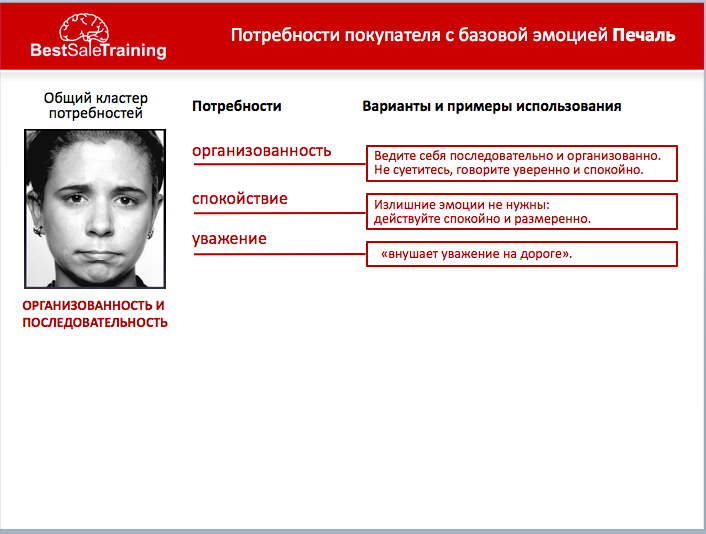 BestSaleTraining
Потребности покупателя с базовой эмоцией Печаль
Общий кластер
потребностей
Потребности
Варианты и примеры использования
организованность
Ведите себя последовательно и организованно.
Не суетитесь, говорите уверенно и спокойно.
спокойствие
Излишние эмоции не нужны:
действуйте спокойно и размеренно.
уважение
«внушает уважение на дороге».
ОРГАНИЗОВАННОСТЬ И
ПОСЛЕДОВАТЕЛЬНОСТЬ